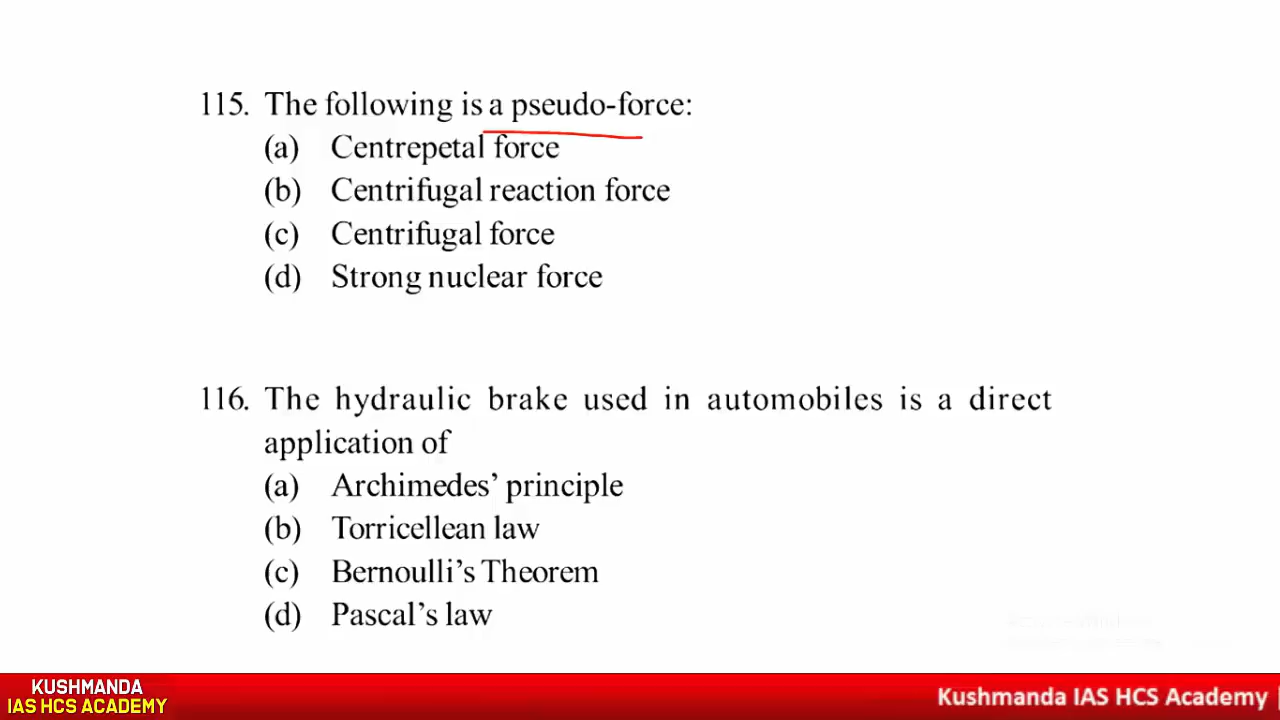 115. The following is a pseudo-force:
(a) Centrepetal force
(b) Centrifugal reaction force
(c) Centrifugal force
(d) Strong nuclear force
116. The hydraulic brake used in automobiles is a direct
application of
(a) Archimedes’ principle
(b) Torricellean law
(c) Bernoulli’s Theorem
(d) Pascal’s law
KUSHMANDA
IAS HCS ACADEMY
Kushmanda IAS HCS Academy |